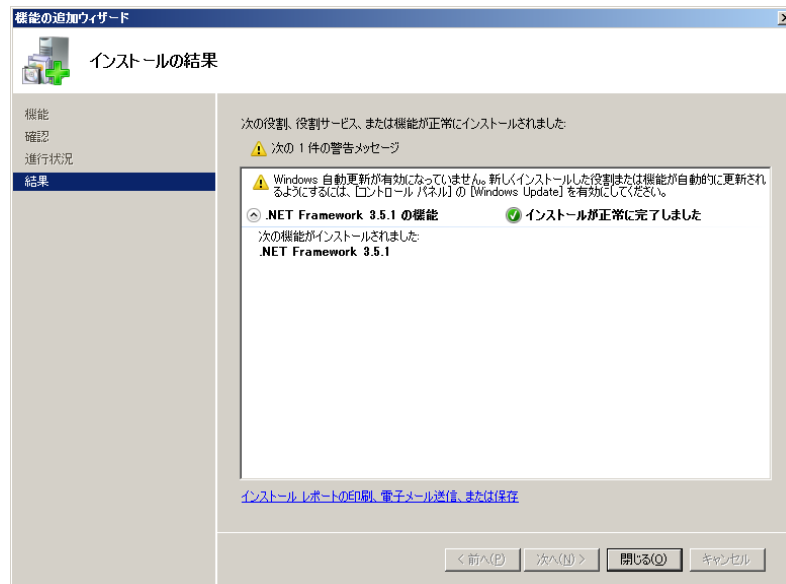 機能の追加ウィザード
インストールの結果
機能
確認
進行状況
結果
次の役割、役割サービス、または機能が正常にインストールされました:
次の 1 件の警告メッセージ
Windows 自動更新が有効になっていません。新しくインストールした役割または機能が自動的に更新され
るようにするには、[コントロール パネル] の [Windows Update] を有効にしてください。
.NET Framework 3.5.1 の機能 インストールが正常に完了しました
次の機能がインストールされました:
.NET Framework 3.5.1
インストール レポートの印刷、電子メール送信、または保存
< 前へ(P) 次へ(N) > 閉じる(O) キャンセル